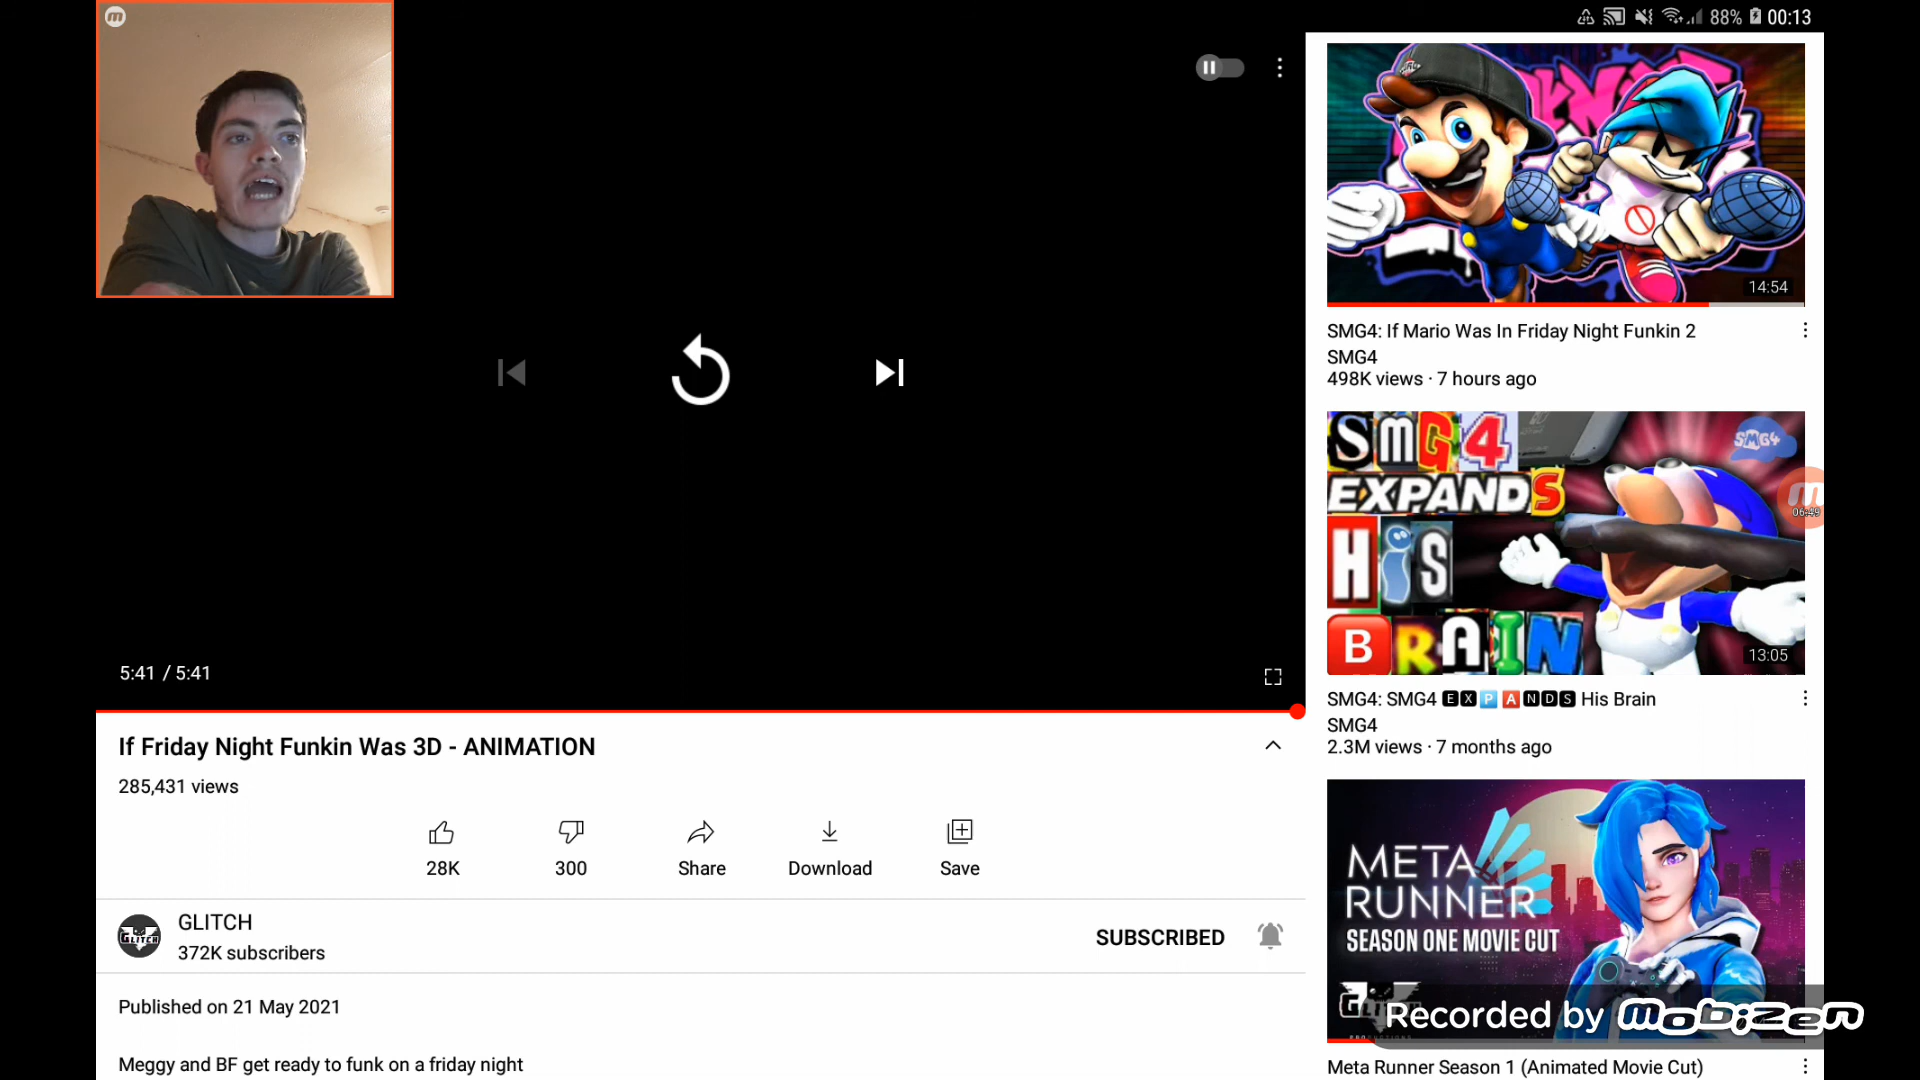 88% 00:13
14:54
SMG4: If Mario Was In Friday Night Funkin 2
SMG4
498K views · 7 hours ago
SMG4
EXPANDS
HiS
BRAIN
SMG4
06:49
13:05
SMG4: SMG4 🅴🆇🅿🅰🅽🅳🆂 His Brain
SMG4
2.3M views · 7 months ago
META
RUNNER
SEASON ONE MOVIE CUT
Recorded by mobizen
Meta Runner Season 1 (Animated Movie Cut)
5:41 / 5:41
If Friday Night Funkin Was 3D - ANIMATION
285,431 views
28K
300
Share
Download
Save
GLITCH
GLITCH
372K subscribers
SUBSCRIBED
Published on 21 May 2021
Meggy and BF get ready to funk on a friday night